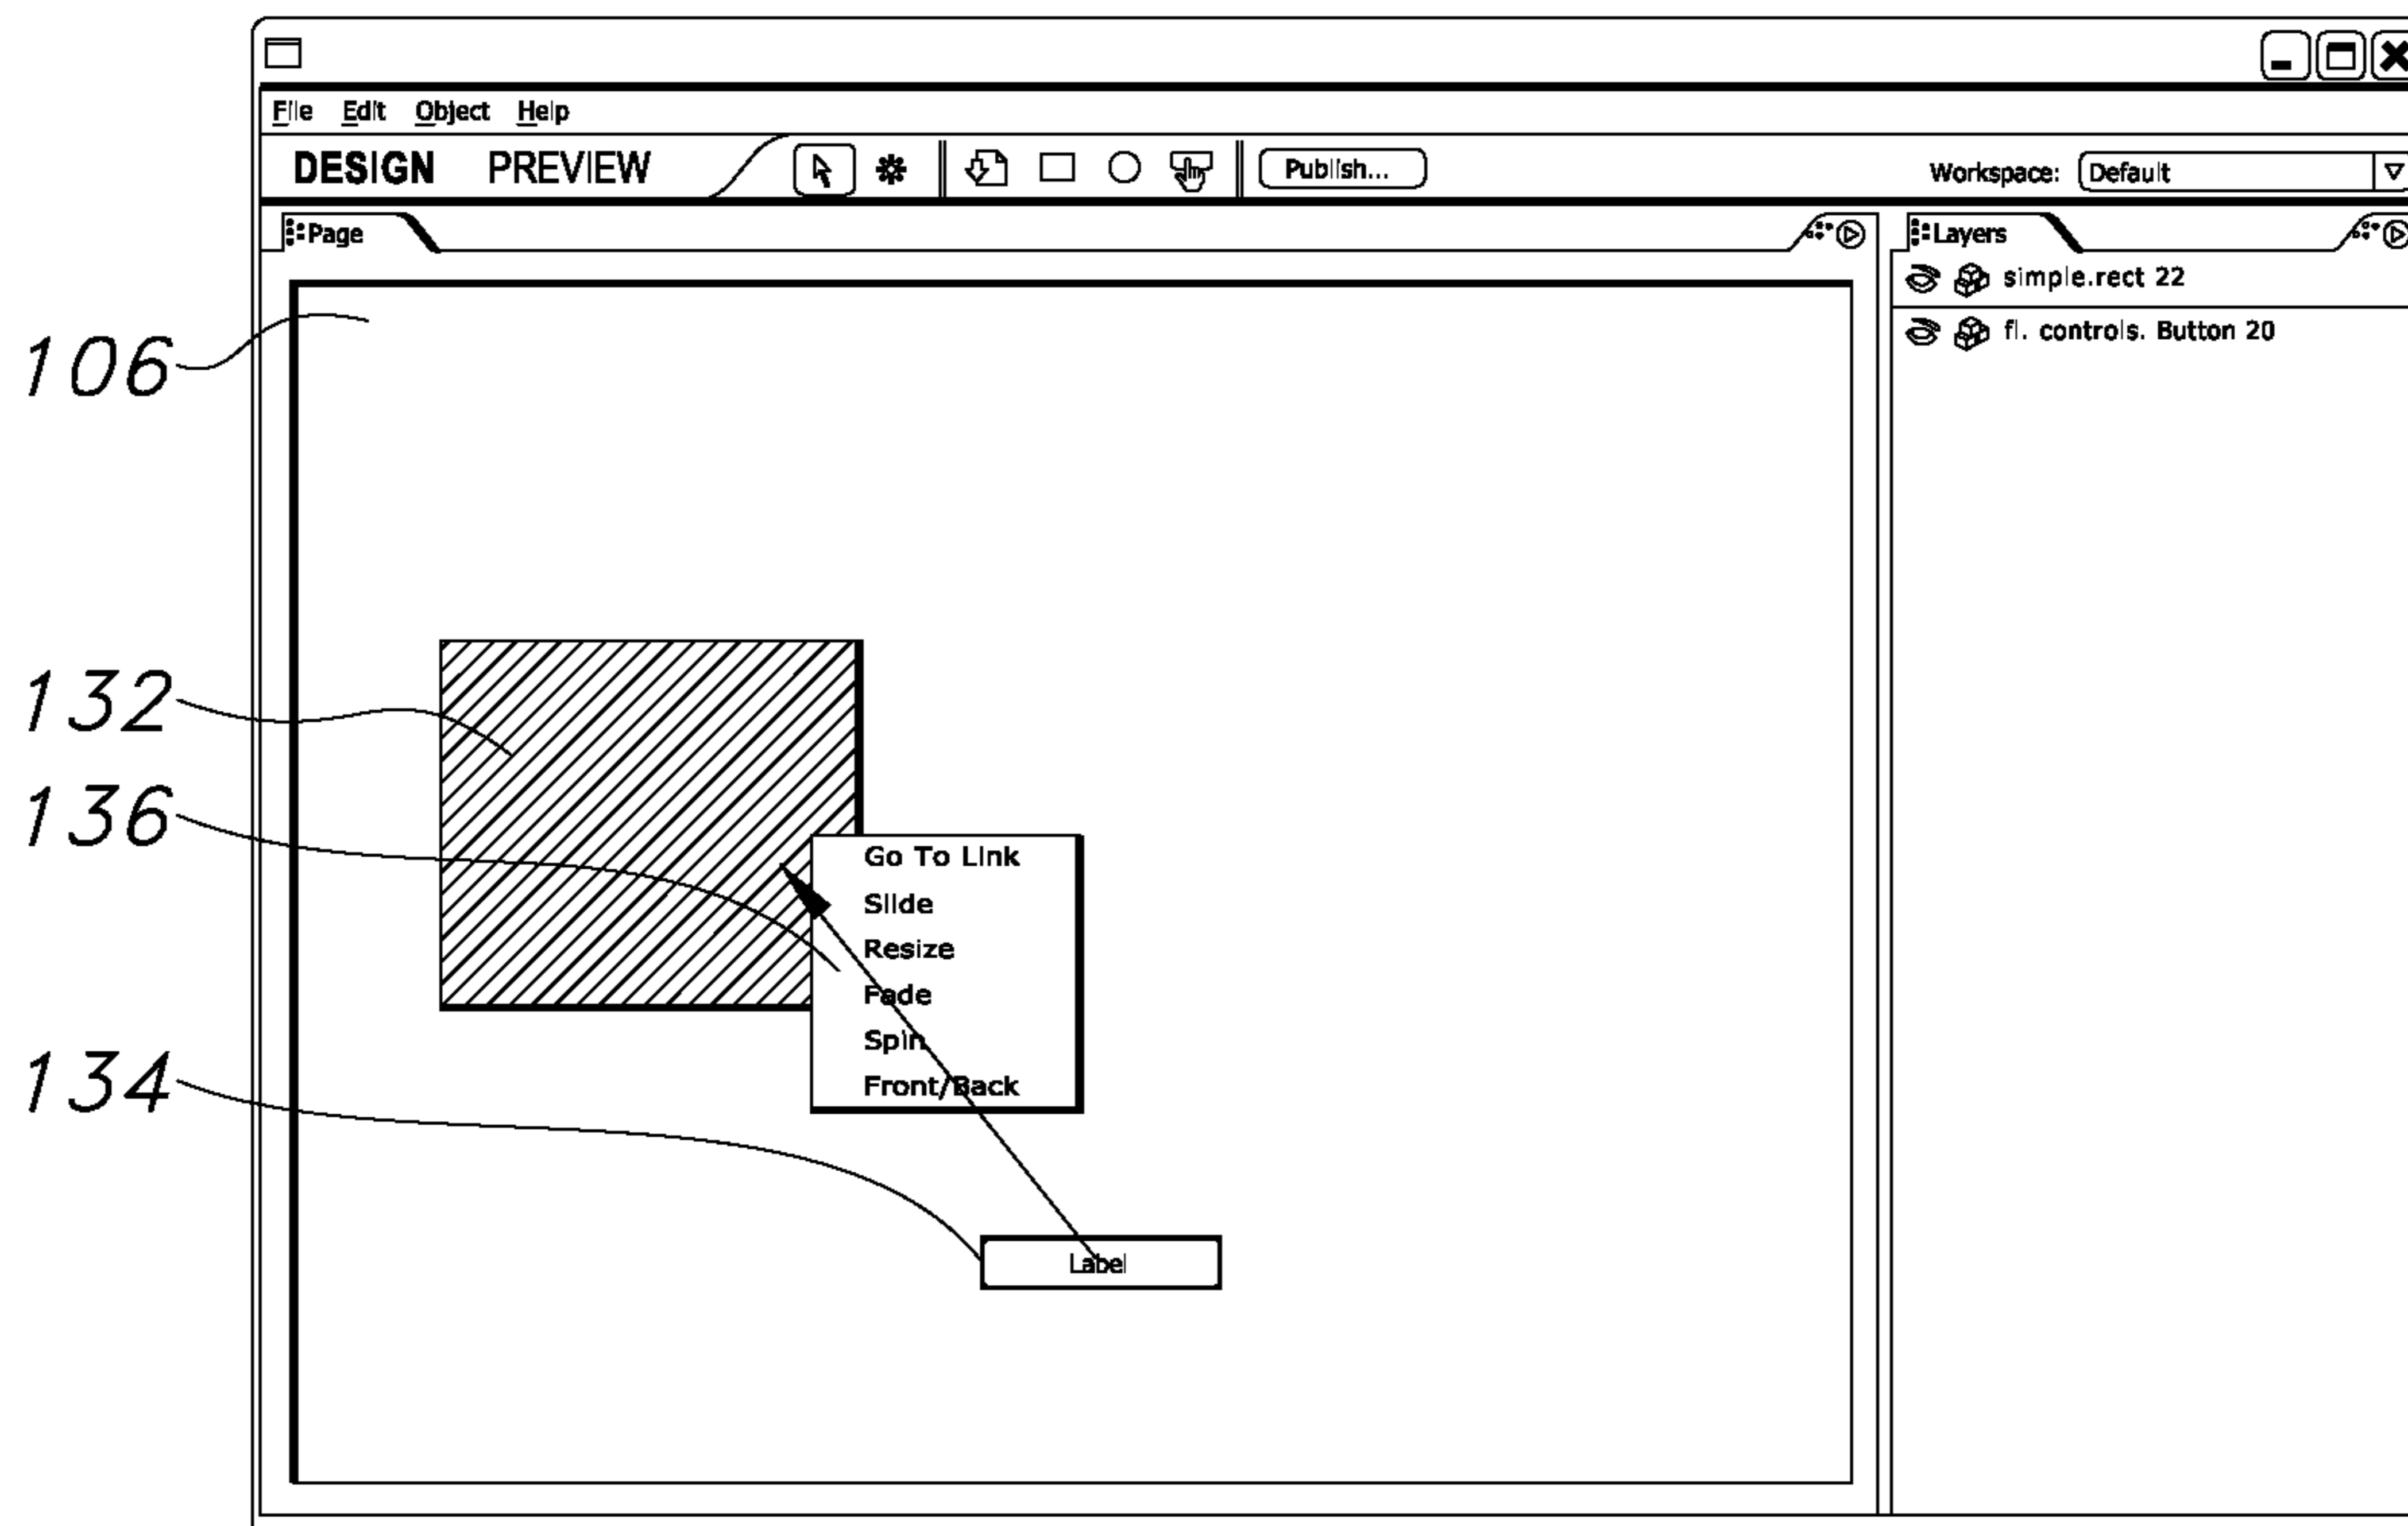 File Edit Object Help
DESIGN PREVIEW Publish... Workspace: Default
Page Layers
simple.rect 22
fl. controls. Button 20
106
132
136
Go To Link
Slide
Resize
Fade
Spin
Front/Back
134
Label